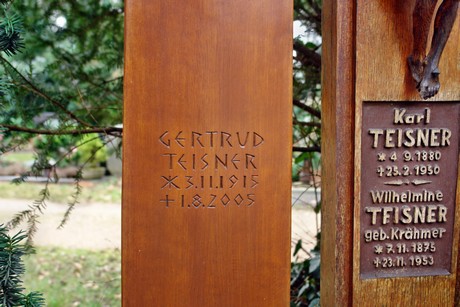 GERTRUD
TEISNER
✶3.11.1915
✝1.8.2005
Karl
TEISNER
✶ 4·9·1880
✝25·2·1950
Wilhelmine
TEISNER
geb. Krähmer
✶ 7·11·1875
✝23·11·1953